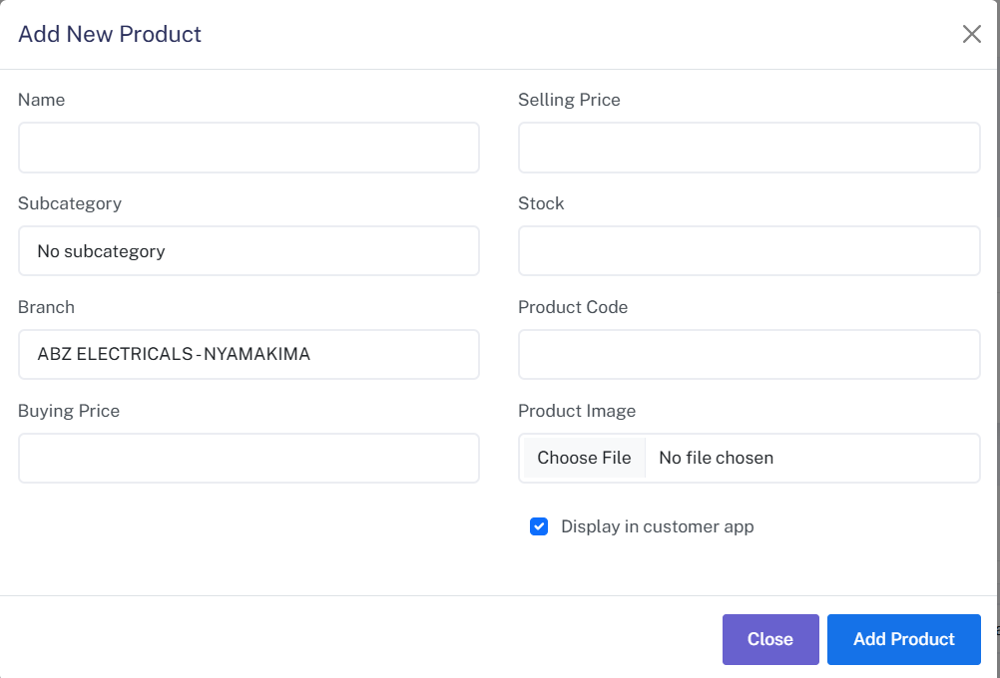 Add New Product
Name
Selling Price
Subcategory
Stock
No subcategory
Branch
Product Code
ABZ ELECTRICALS - NYAMAKIMA
Buying Price
Product Image
Choose File No file chosen
Display in customer app
Close Add Product